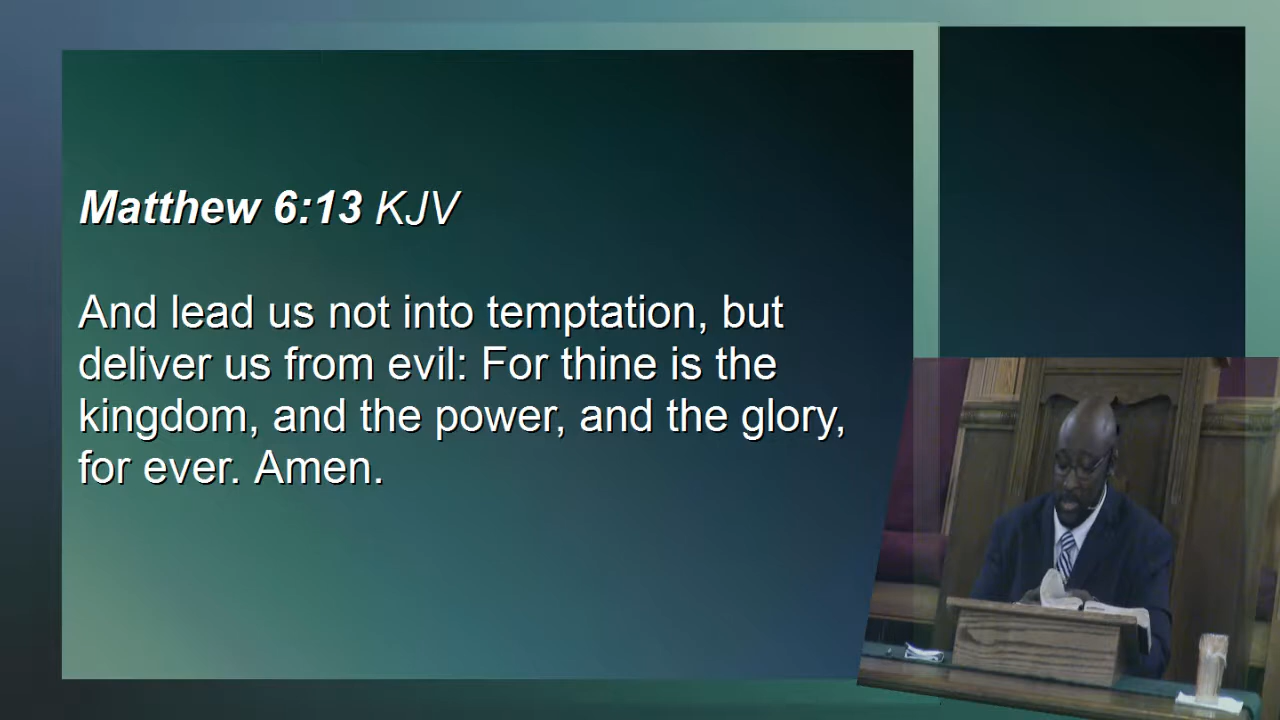 Matthew 6:13 KJV
And lead us not into temptation, but
deliver us from evil: For thine is the
kingdom, and the power, and the glory,
for ever. Amen.